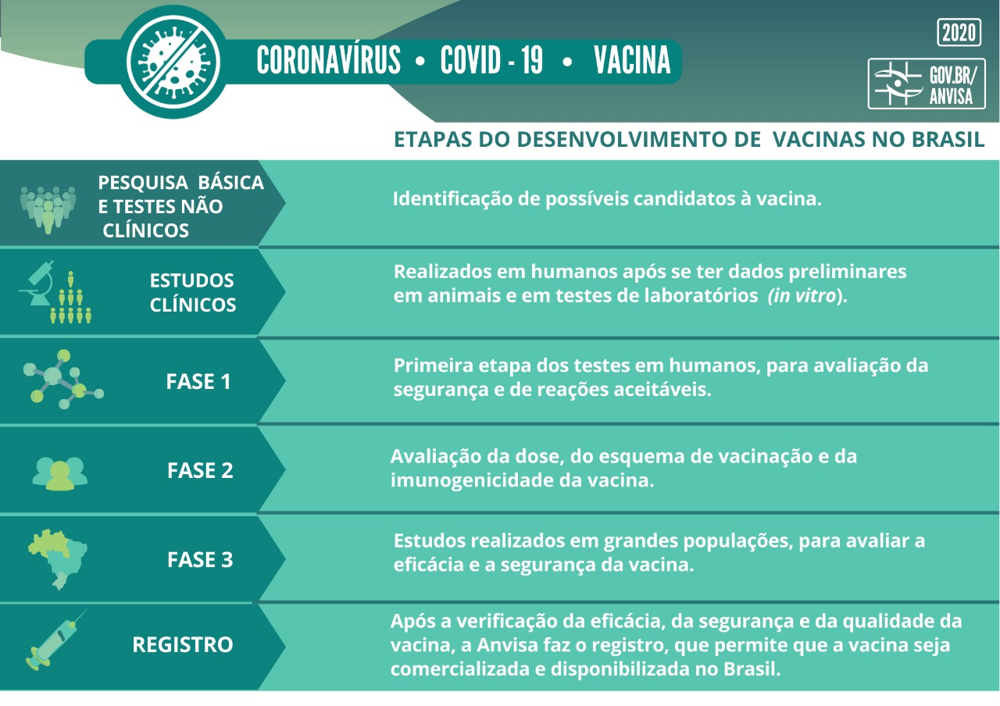 CORONAVÍRUS • COVID - 19 • VACINA
2020
GOV.BR/
ANVISA
ETAPAS DO DESENVOLVIMENTO DE VACINAS NO BRASIL
PESQUISA BÁSICA
E TESTES NÃO
CLÍNICOS
Identificação de possíveis candidatos à vacina.
ESTUDOS
CLÍNICOS
Realizados em humanos após se ter dados preliminares
em animais e em testes de laboratórios (in vitro).
FASE 1
Primeira etapa dos testes em humanos, para avaliação da
segurança e de reações aceitáveis.
FASE 2
Avaliação da dose, do esquema de vacinação e da
imunogenicidade da vacina.
FASE 3
Estudos realizados em grandes populações, para avaliar a
eficácia e a segurança da vacina.
REGISTRO
Após a verificação da eficácia, da segurança e da qualidade da
vacina, a Anvisa faz o registro, que permite que a vacina seja
comercializada e disponibilizada no Brasil.